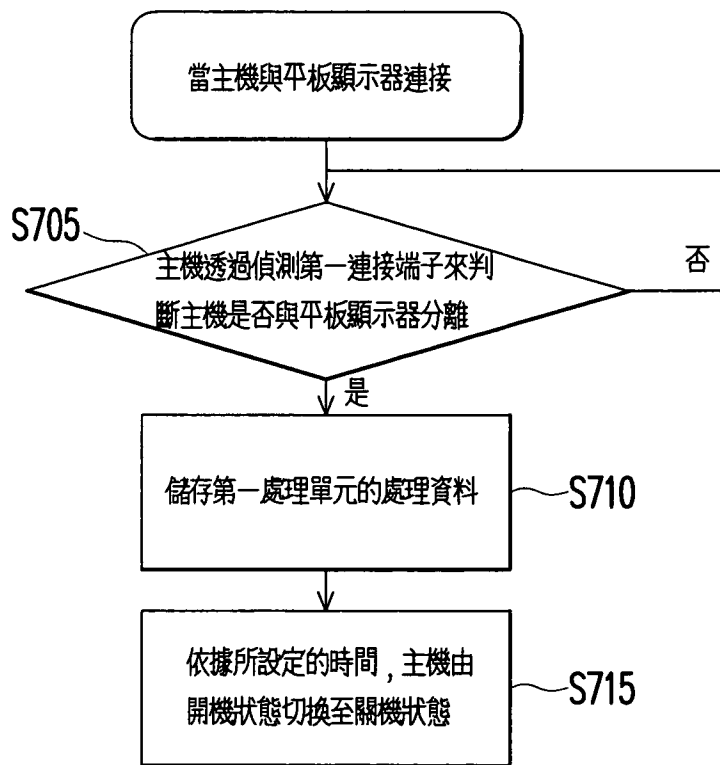 當主機與平板顯示器連接
S705
主機透過偵測第一連接端子來判
斷主機是否與平板顯示器分離
否
是
儲存第一處理單元的處理資料
S710
依據所設定的時間,主機由
開機狀態切換至關機狀態
S715